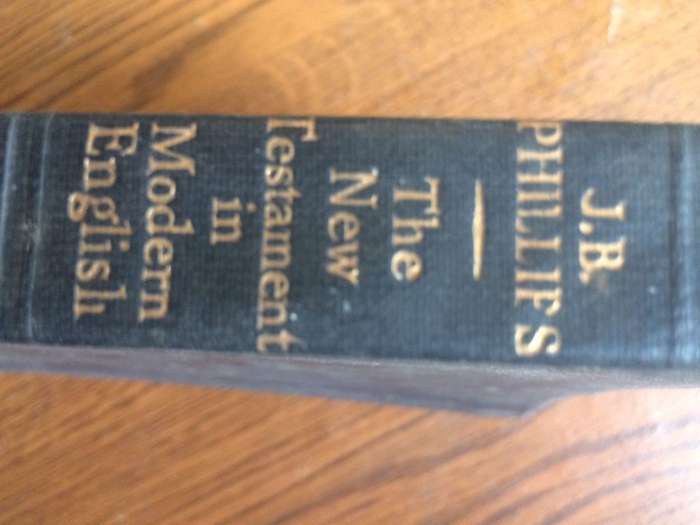 J.B.
PHILLIPS
The
New
Testament
in
Modern
English